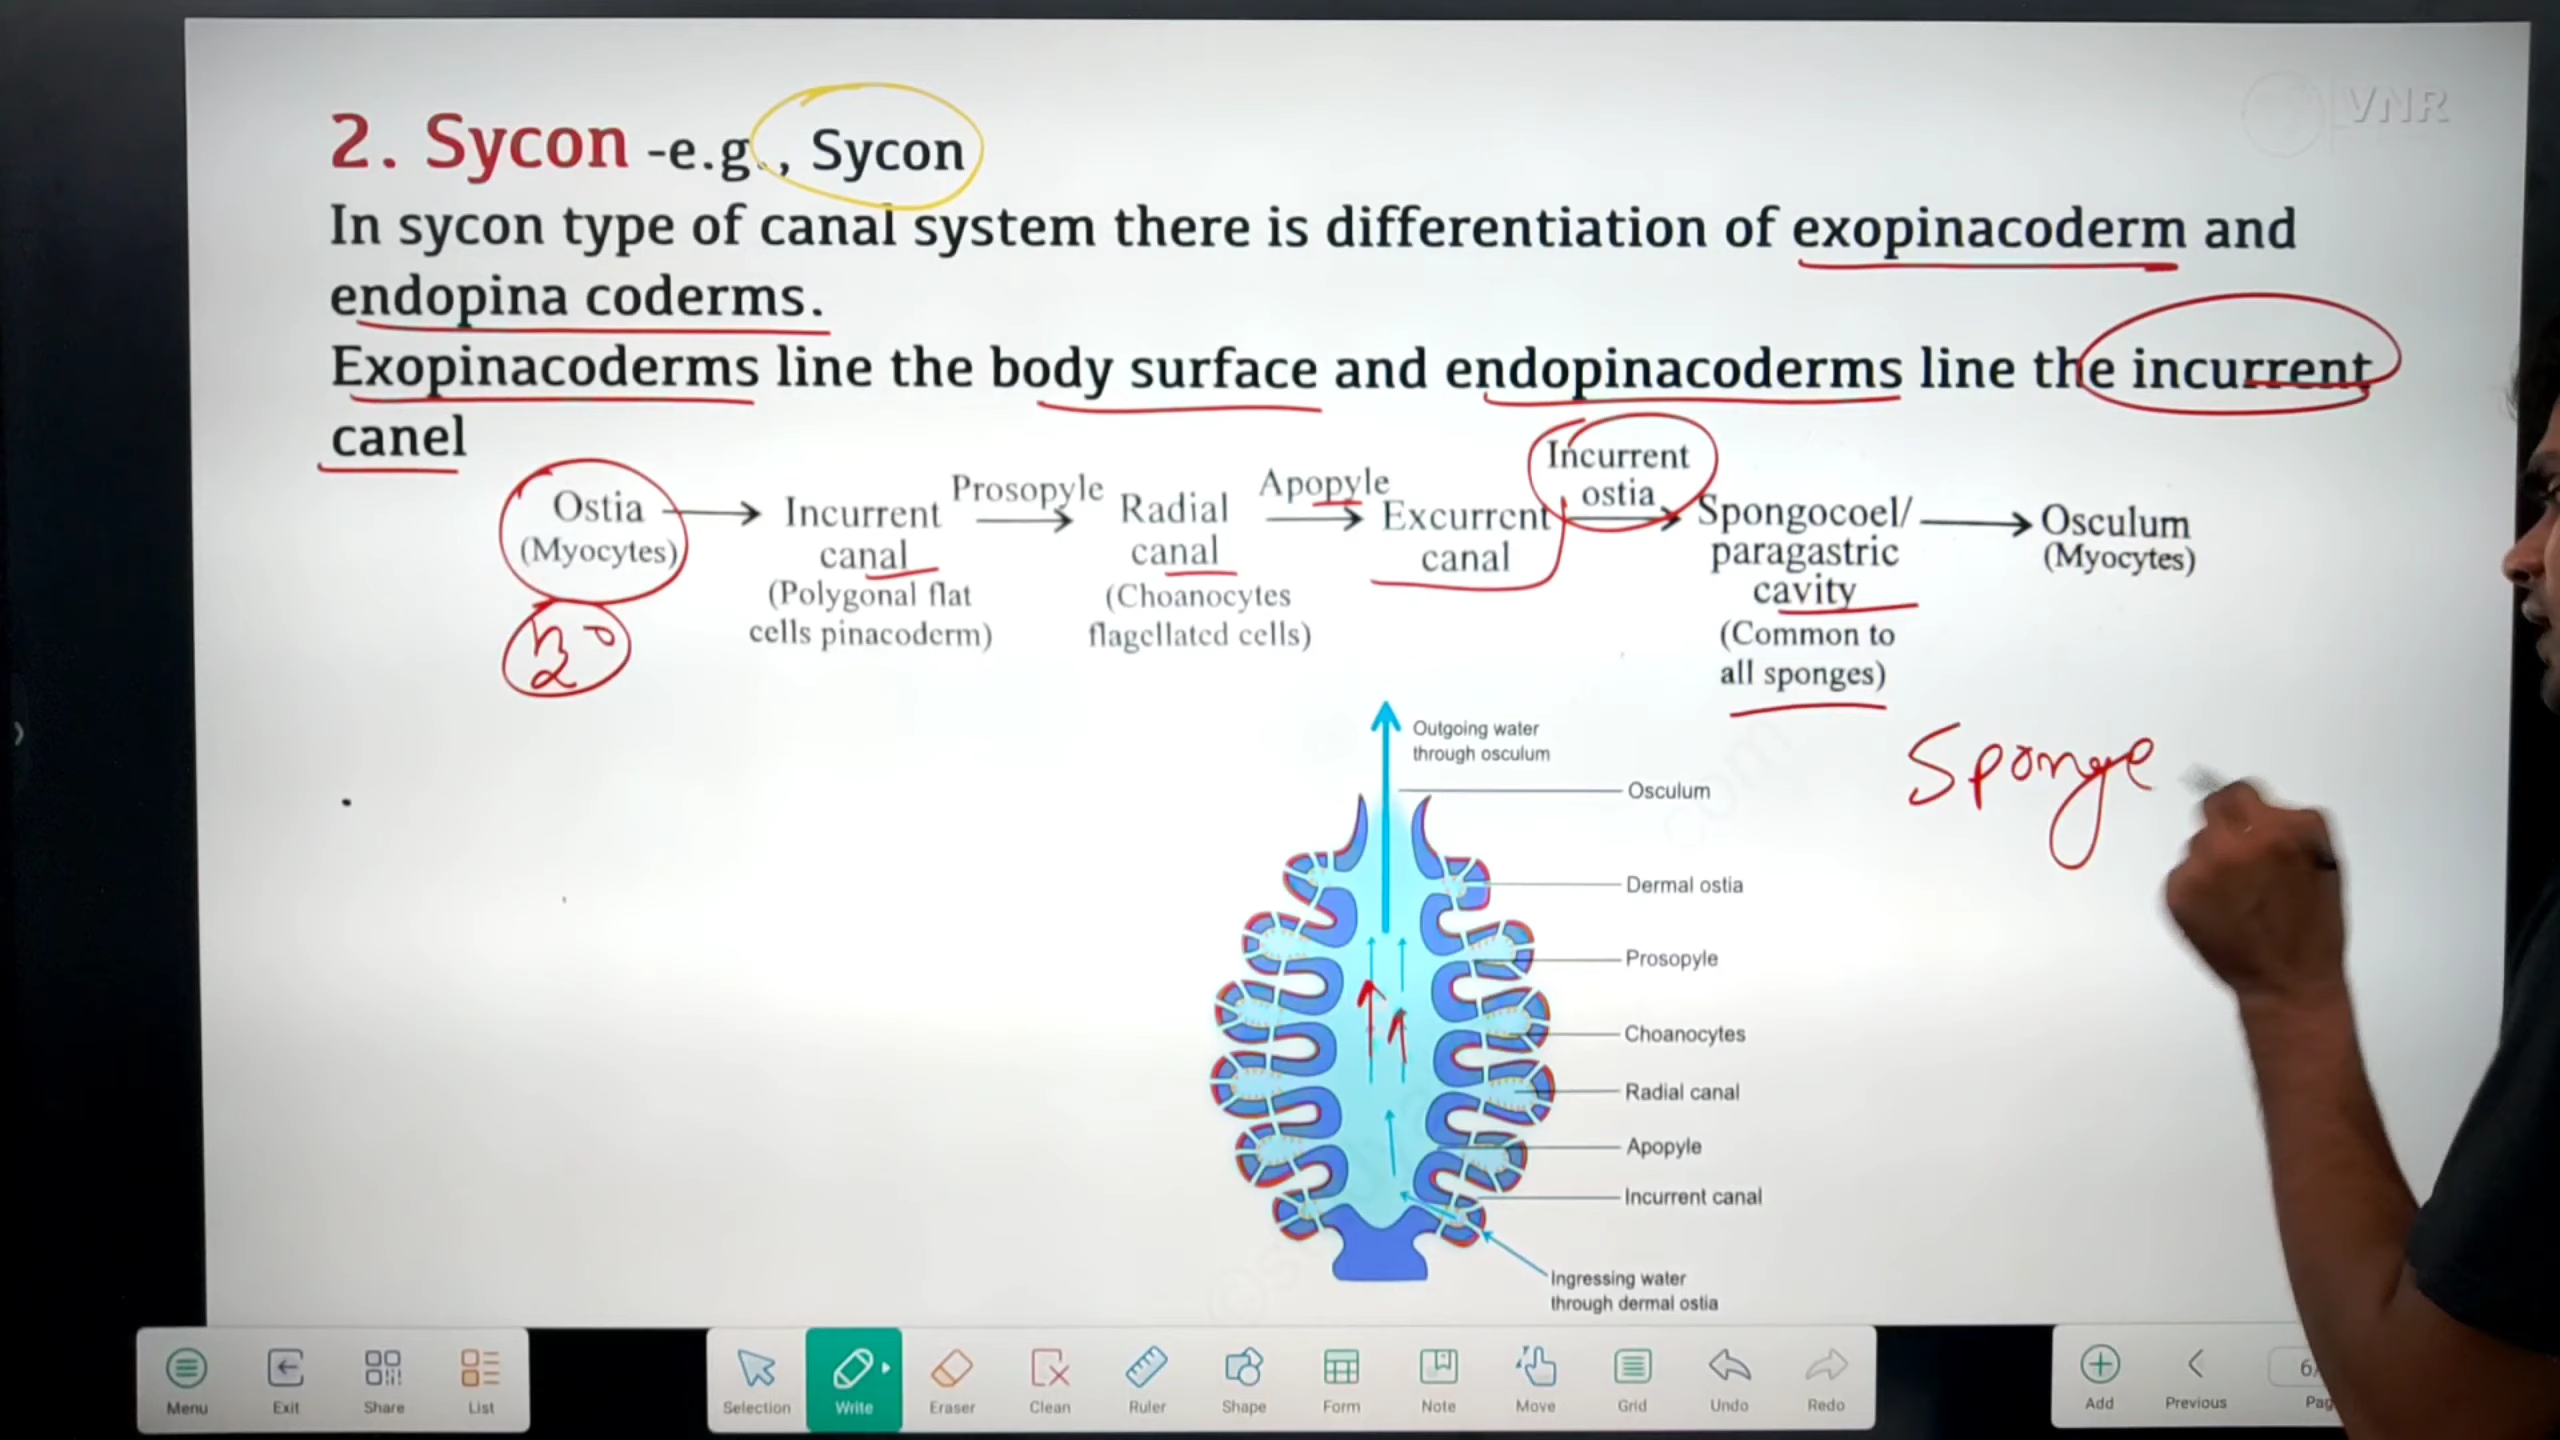 VNR
2. Sycon -e.g., Sycon
In sycon type of canal system there is differentiation of exopinacoderm and
endopina coderms.
Exopinacoderms line the body surface and endopinacoderms line the incurrent
canel
Ostia
(Myocytes)
Incurrent
canal
(Polygonal flat
cells pinacoderm)
Prosopyle
Radial
canal
(Choanocytes
flagellated cells)
Apopyle
Excurrent
canal
Incurrent
ostia
Spongocoel/
paragastric
cavity
(Common to
all sponges)
Osculum
(Myocytes)
Sponge
Outgoing water
through osculum
Osculum
Dermal ostia
Prosopyle
Choanocytes
Radial canal
Apopyle
Incurrent canal
Ingressing water
through dermal ostia
Menu
Exit
Share
List
Selection
Write
Eraser
Clean
Ruler
Shape
Form
Note
Move
Grid
Undo
Redo
Add
Previous
6/
Pag